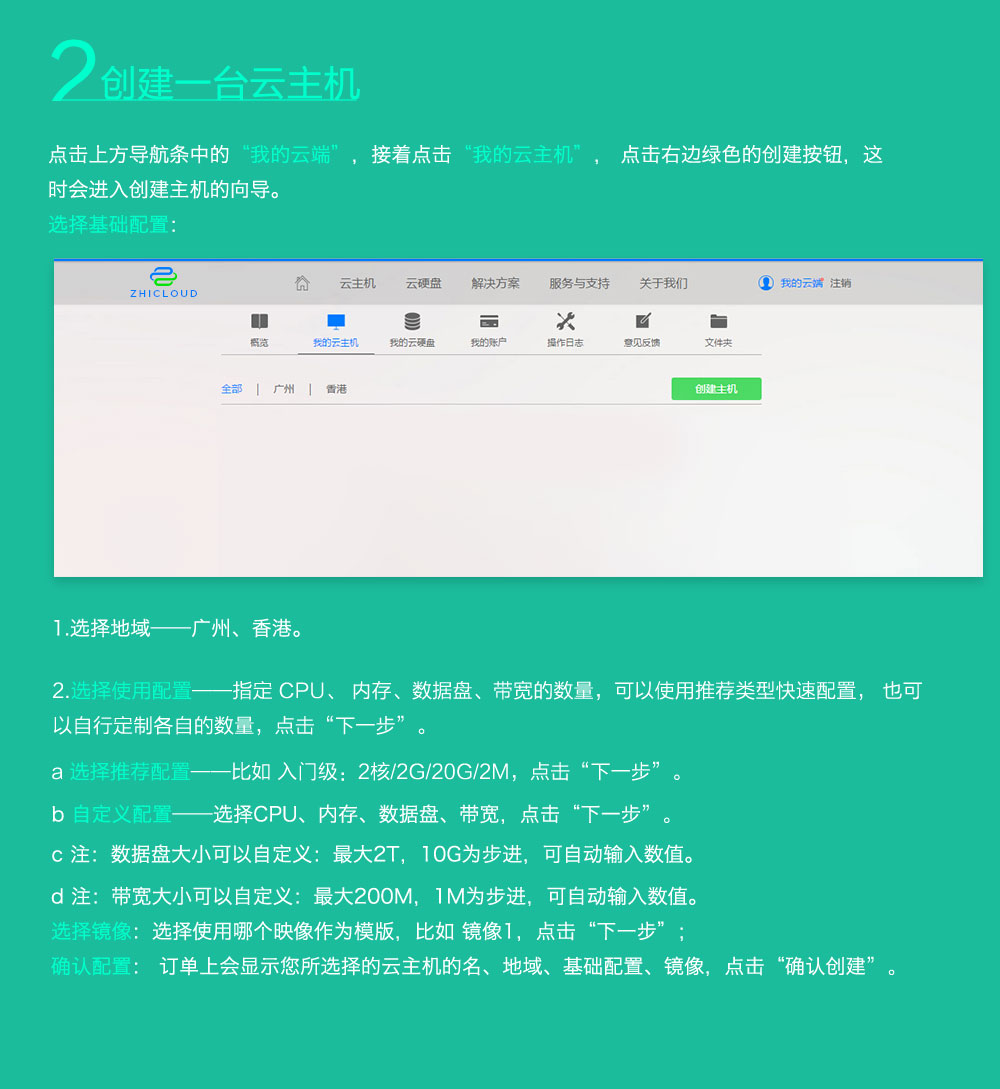 2创建一台云主机
点击上方导航条中的“我的云端”，接着点击“我的云主机”， 点击右边绿色的创建按钮，这
时会进入创建主机的向导。
选择基础配置：
ZHICLOUD
云主机 云硬盘 解决方案 服务与支持 关于我们 我的云端 注销
概览 我的云主机 我的云硬盘 我的账户 操作日志 意见反馈 文件夹
全部 | 广州 | 香港 创建主机
1.选择地域——广州、香港。
2.选择使用配置——指定 CPU、 内存、数据盘、带宽的数量，可以使用推荐类型快速配置， 也可
以自行定制各自的数量，点击“下一步”。
a 选择推荐配置——比如 入门级；2核/2G/20G/2M，点击“下一步”。
b 自定义配置——选择CPU、内存、数据盘、带宽，点击“下一步”。
c 注：数据盘大小可以自定义：最大2T，10G为步进，可自动输入数值。
d 注：带宽大小可以自定义：最大200M，1M为步进，可自动输入数值。
选择镜像：选择使用哪个映像作为模版，比如 镜像1，点击“下一步”；
确认配置： 订单上会显示您所选择的云主机的名、地域、基础配置、镜像，点击“确认创建”。